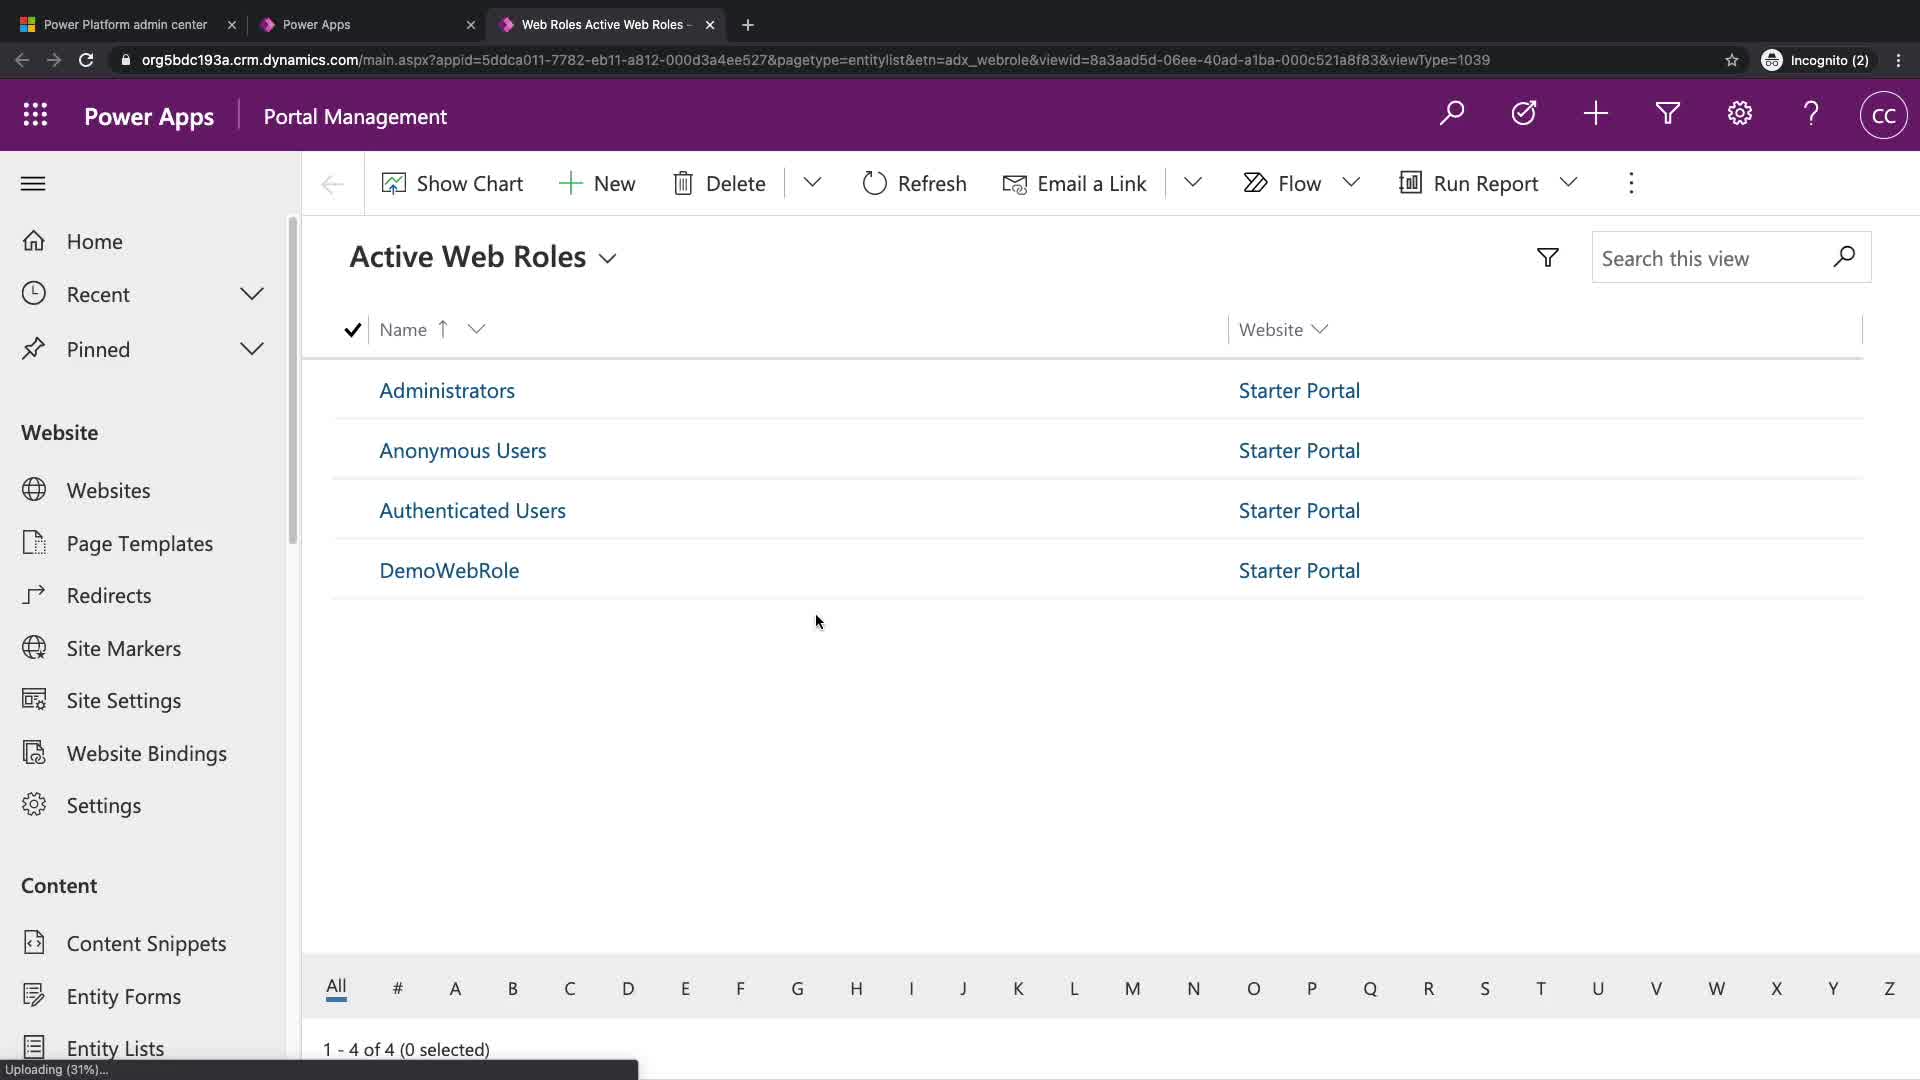 Power Platform admin center
Power Apps
Web Roles Active Web Roles -
org5bdc193a.crm.dynamics.com/main.aspx?appid=5ddca011-7782-eb11-a812-000d3a4ee527&pagetype=entitylist&etn=adx_webrole&viewid=8a3aad5d-06ee-40ad-a1ba-000c521a8f83&viewType=1039
Incognito (2)
Power Apps
Portal Management
CC
Show Chart
New
Delete
Refresh
Email a Link
Flow
Run Report
Home
Recent
Pinned
Website
Websites
Page Templates
Redirects
Site Markers
Site Settings
Website Bindings
Settings
Content
Content Snippets
Entity Forms
Entity Lists
Active Web Roles
Search this view
Name
Website
Administrators
Starter Portal
Anonymous Users
Starter Portal
Authenticated Users
Starter Portal
DemoWebRole
Starter Portal
All # A B C D E F G H I J K L M N O P Q R S T U V W X Y Z
1 - 4 of 4 (0 selected)
Uploading (31%)...